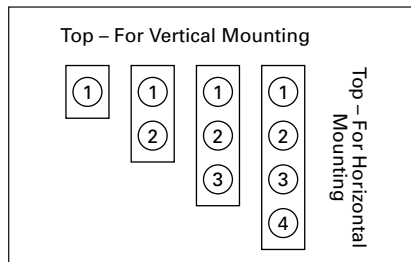 Top – For Vertical Mounting
1 1 1 1
2 2 2
3 3
4
Top – For Horizontal
Mounting